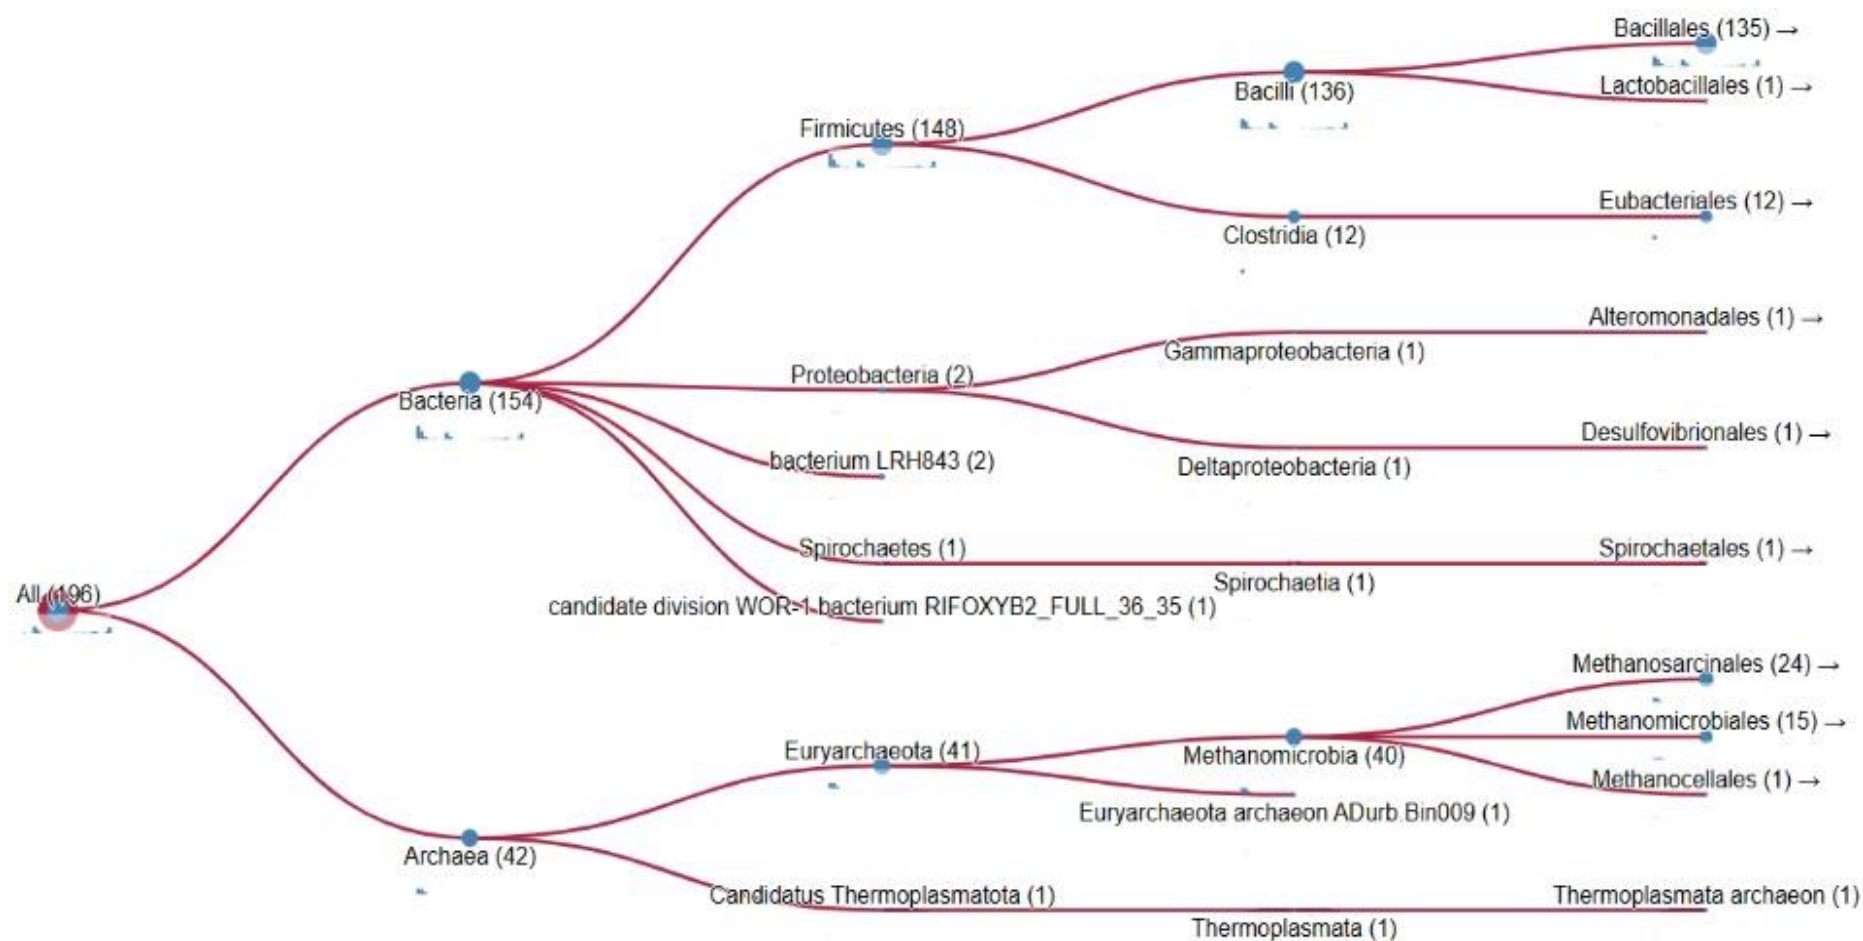 Bacillales (135) →
Lactobacillales (1) →
Bacilli (136)
Firmicutes (148)
Eubacteriales (12) →
Clostridia (12)
Alteromonadales (1) →
Gammaproteobacteria (1)
Proteobacteria (2)
Bacteria (154)
Desulfovibrionales (1) →
Deltaproteobacteria (1)
bacterium LRH843 (2)
Spirochaetes (1)
Spirochaetales (1) →
Spirochaetia (1)
All (196)
candidate division WOR-1 bacterium RIFOXYB2_FULL_36_35 (1)
Methanosarcinales (24) →
Methanomicrobiales (15) →
Euryarchaeota (41)
Methanomicrobia (40)
Methanocellales (1) →
Euryarchaeota archaeon ADurb.Bin009 (1)
Archaea (42)
Candidatus Thermoplasmatota (1)
Thermoplasmata archaeon (1)
Thermoplasmata (1)